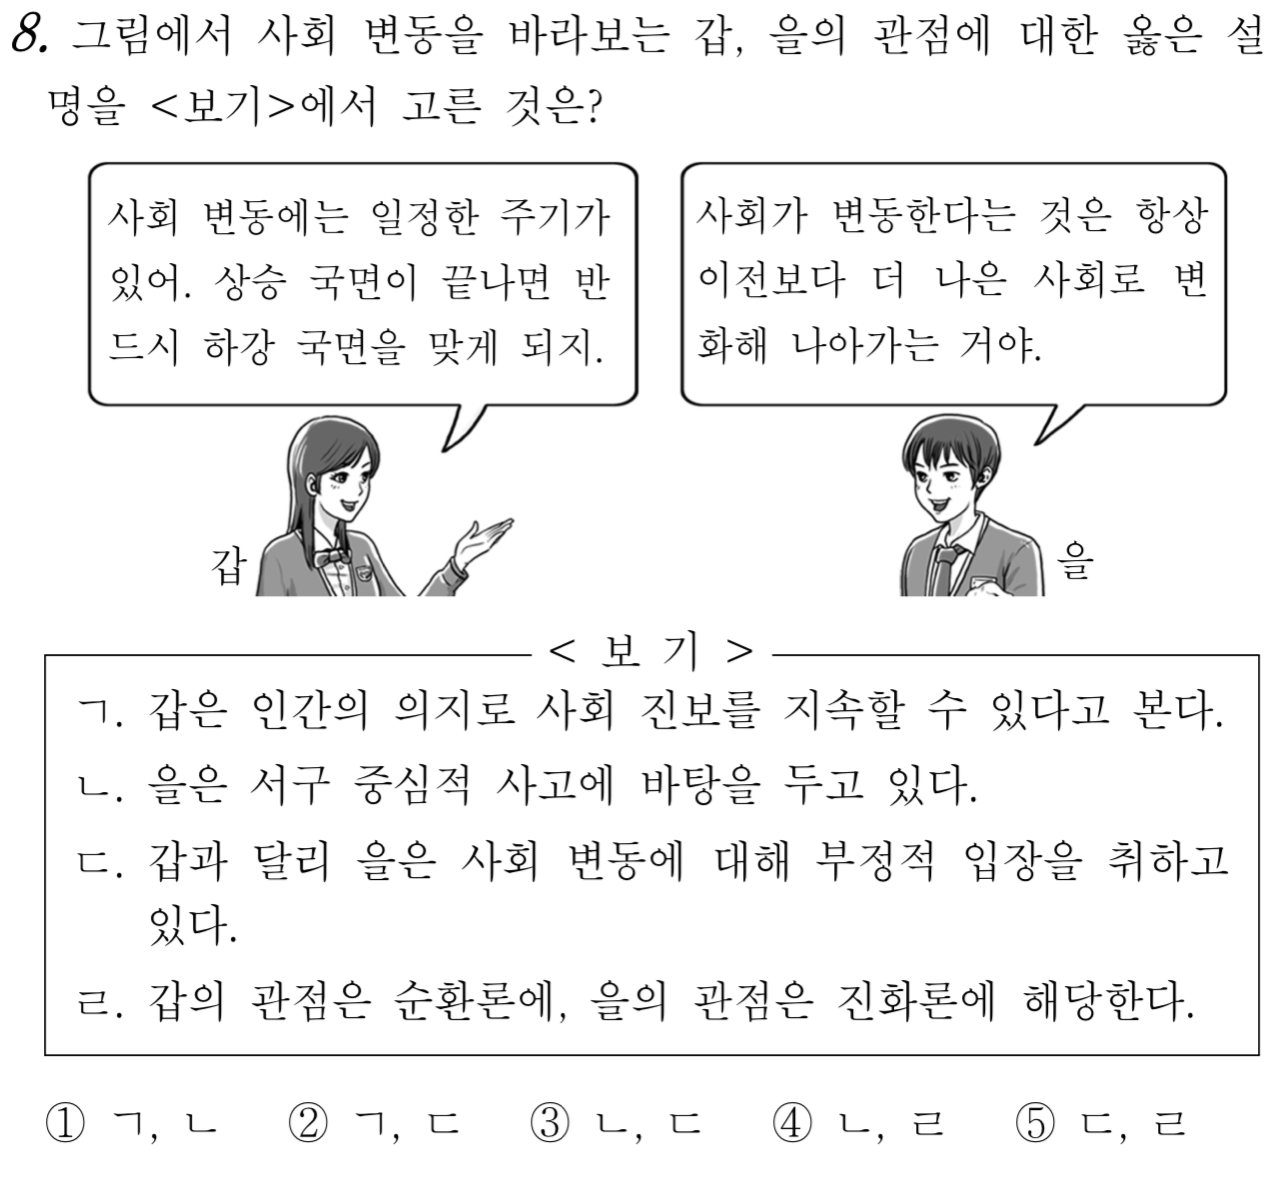 8. 그림에서 사회 변동을 바라보는 갑, 을의 관점에 대한 옳은 설
명을 <보기>에서 고른 것은?
사회 변동에는 일정한 주기가
있어. 상승 국면이 끝나면 반
드시 하강 국면을 맞게 되지.
사회가 변동한다는 것은 항상
이전보다 더 나은 사회로 변
화해 나아가는 거야.
갑
을
< 보 기 >
ㄱ. 갑은 인간의 의지로 사회 진보를 지속할 수 있다고 본다.
ㄴ. 을은 서구 중심적 사고에 바탕을 두고 있다.
ㄷ. 갑과 달리 을은 사회 변동에 대해 부정적 입장을 취하고
있다.
ㄹ. 갑의 관점은 순환론에, 을의 관점은 진화론에 해당한다.
① ㄱ, ㄴ ② ㄱ, ㄷ ③ ㄴ, ㄷ ④ ㄴ, ㄹ ⑤ ㄷ, ㄹ